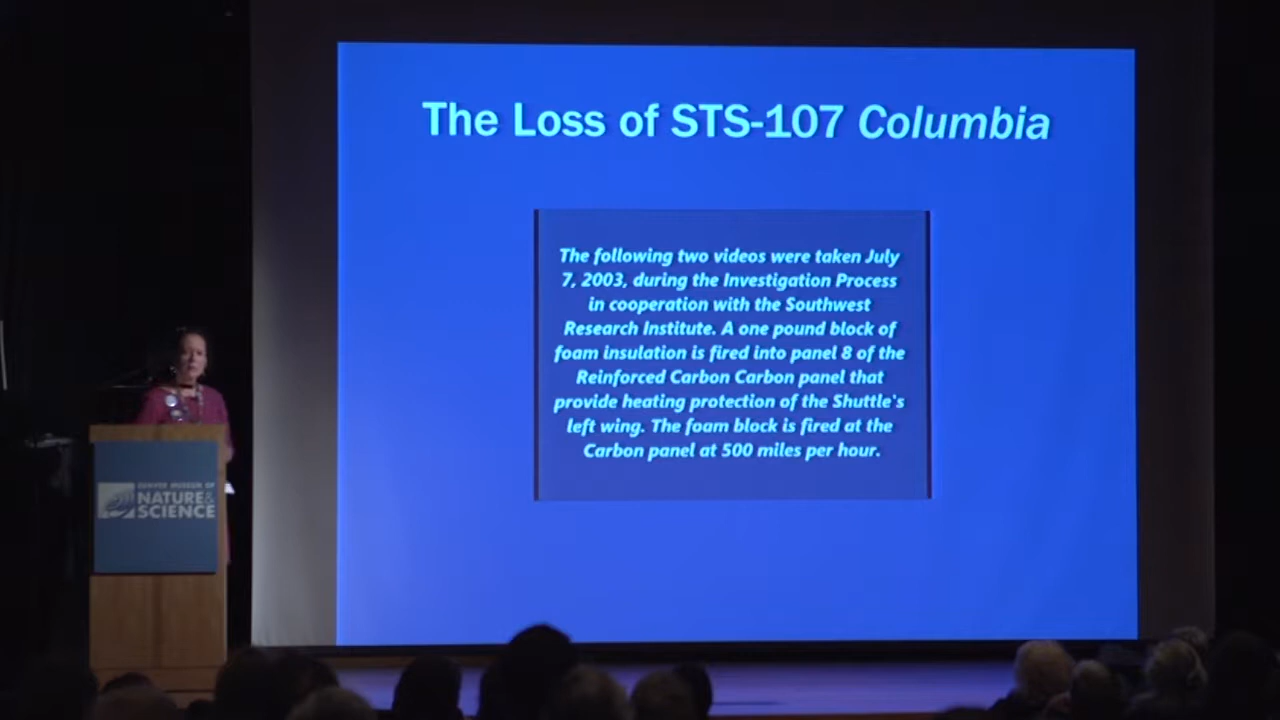 The Loss of STS-107 Columbia
The following two videos were taken July
7, 2003, during the Investigation Process
in cooperation with the Southwest
Research Institute. A one pound block of
foam insulation is fired into panel 8 of the
Reinforced Carbon Carbon panel that
provide heating protection of the Shuttle's
left wing. The foam block is fired at the
Carbon panel at 500 miles per hour.
DENVER MUSEUM OF
NATURE&
SCIENCE